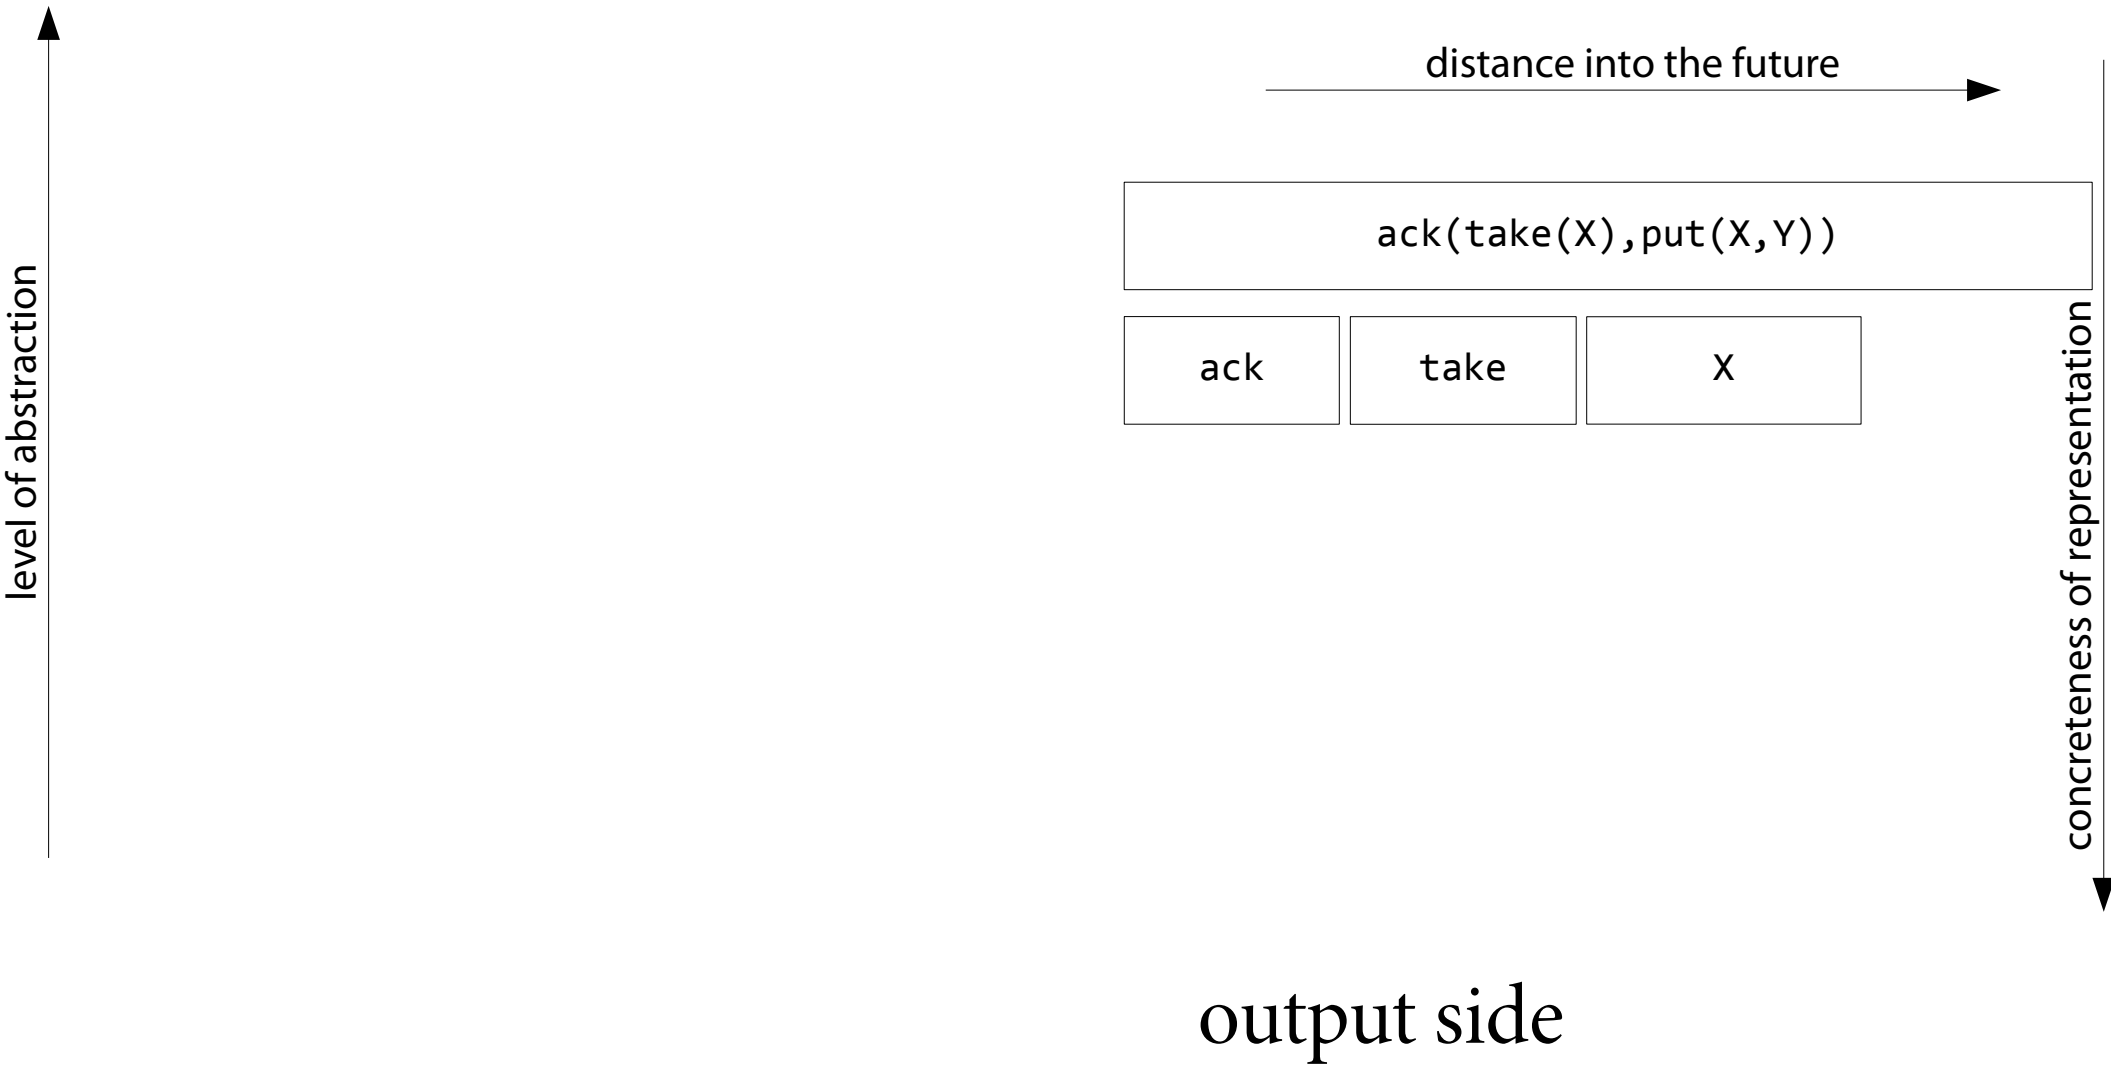 distance into the future
level of abstraction
ack(take(X),put(X,Y))
ack
take
X
concreteness of representation
output side